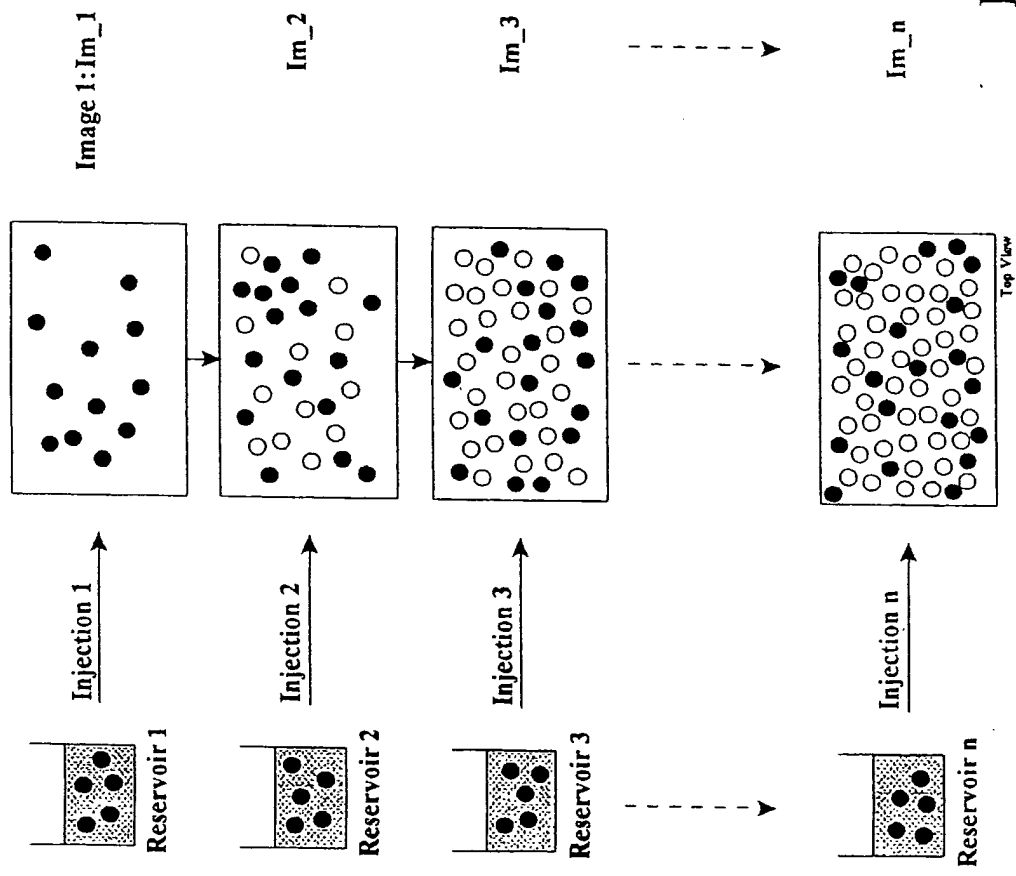 Reservoir 1
Injection 1
Image 1:Im_1
Reservoir 2
Injection 2
Im_2
Reservoir 3
Injection 3
Im_3
Reservoir n
Injection n
Im_n
Top View